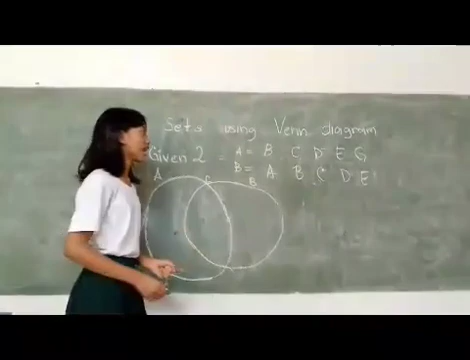 Sets using Venn diagram
Given 2 = A = B C D E G
B = A B C D E
A
B